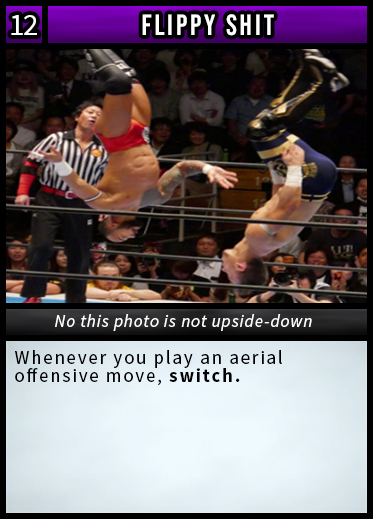 12 FLIPPY SHIT
No this photo is not upside-down
Whenever you play an aerial
offensive move, switch.